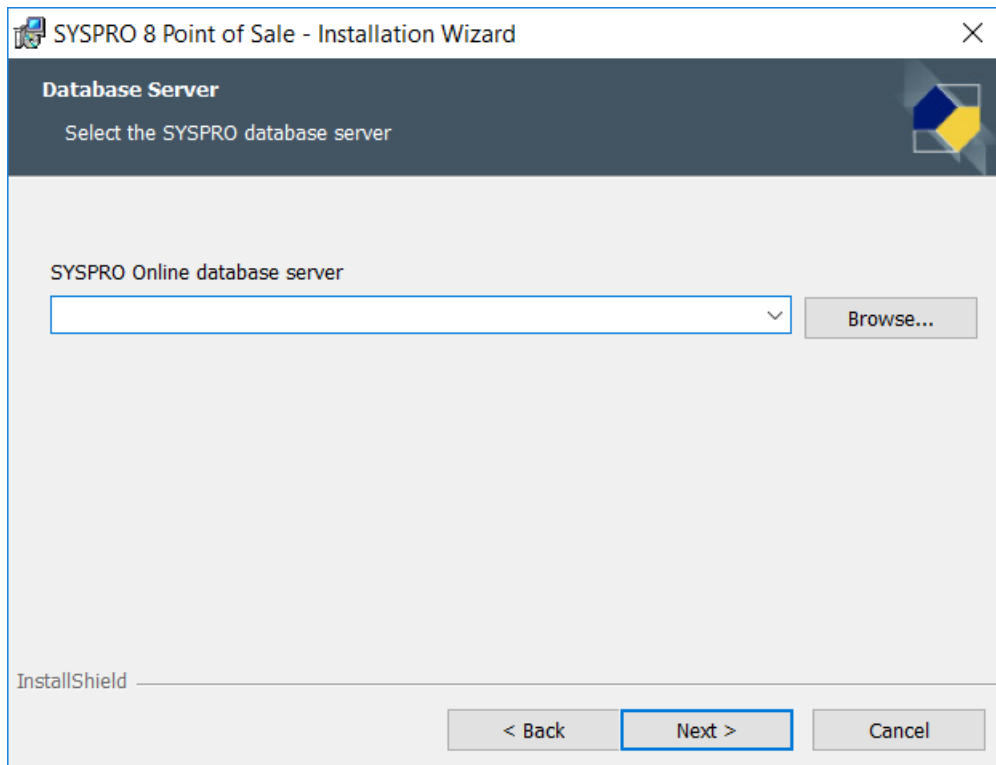 SYSPRO 8 Point of Sale - Installation Wizard
Database Server
Select the SYSPRO database server
SYSPRO Online database server
Browse...
InstallShield
< Back
Next >
Cancel